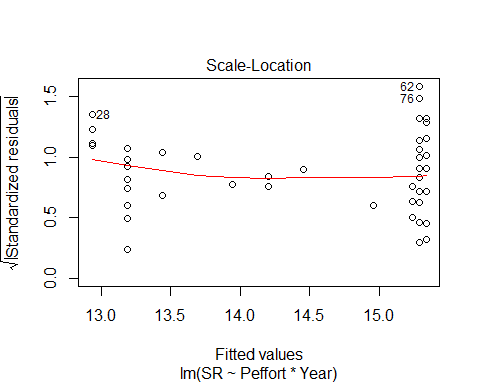 Scale-Location
√|Standardized residuals|
0.0 0.5 1.0 1.5
28
62
76
13.0 13.5 14.0 14.5 15.0
Fitted values
lm(SR ~ Peffort * Year)